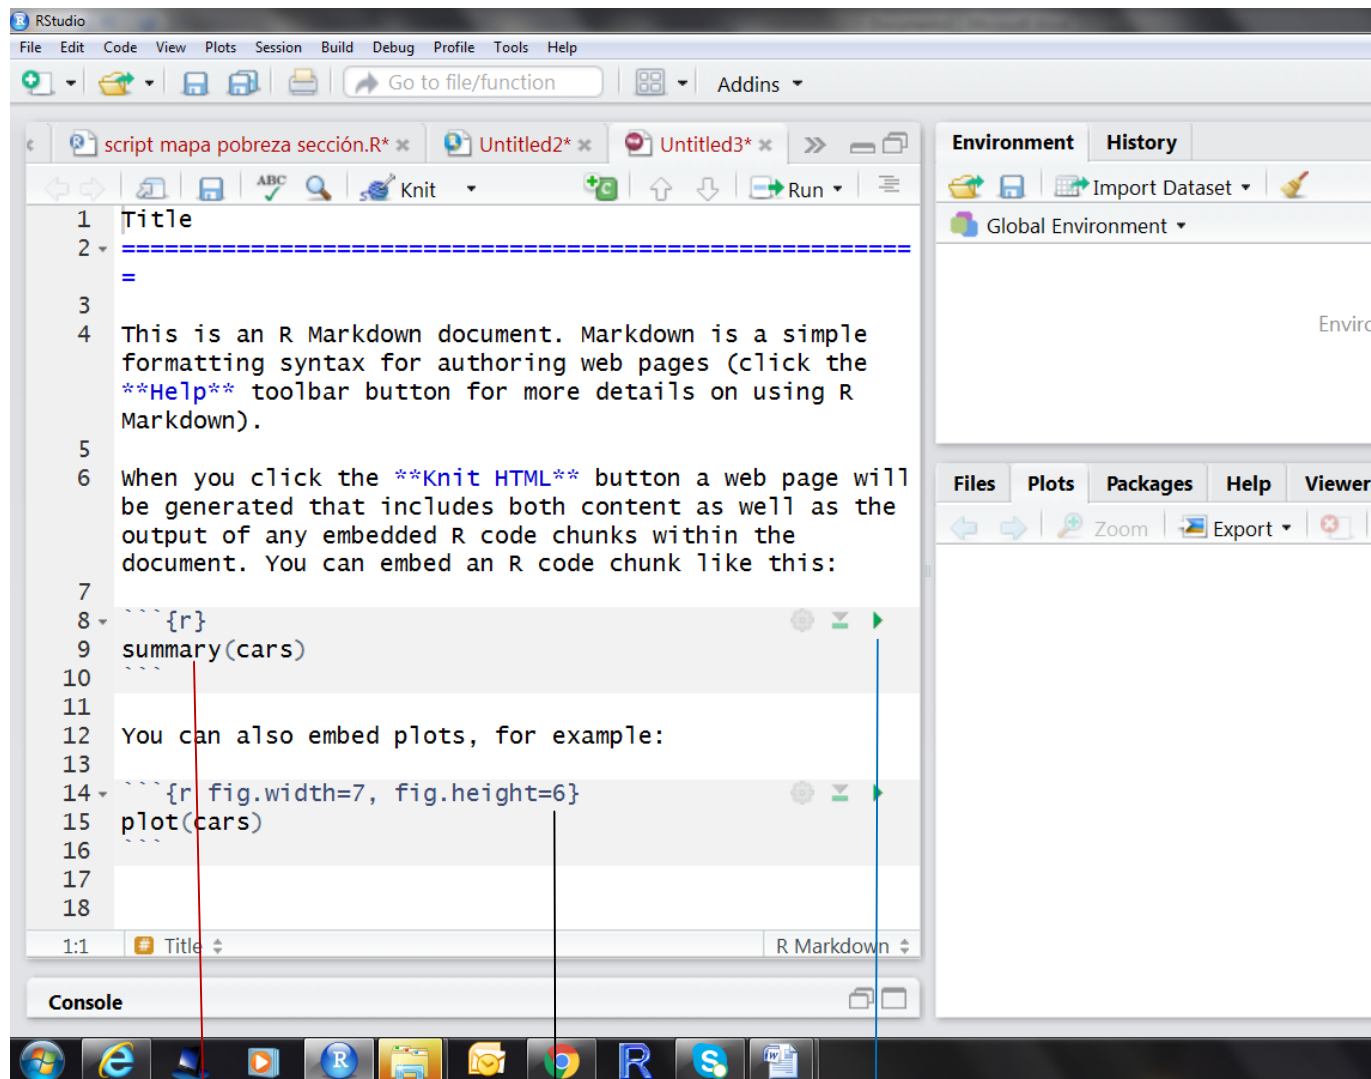 RStudio
File Edit Code View Plots Session Build Debug Profile Tools Help
Go to file/function
Addins
script mapa pobreza sección.R*
Untitled2*
Untitled3*
ABC
Knit
Run
1 Title
2 =======================================================
=
3
4 This is an R Markdown document. Markdown is a simple
formatting syntax for authoring web pages (click the
**Help** toolbar button for more details on using R
Markdown).
5
6 When you click the **Knit HTML** button a web page will
be generated that includes both content as well as the
output of any embedded R code chunks within the
document. You can embed an R code chunk like this:
7
8 ```{r}
9 summary(cars)
10 ```
11
12 You can also embed plots, for example:
13
14 ```{r fig.width=7, fig.height=6}
15 plot(cars)
16 ```
17
18
1:1 # Title
R Markdown
Console
Environment History
Import Dataset
Global Environment
Enviro
Files Plots Packages Help Viewer
Zoom Export